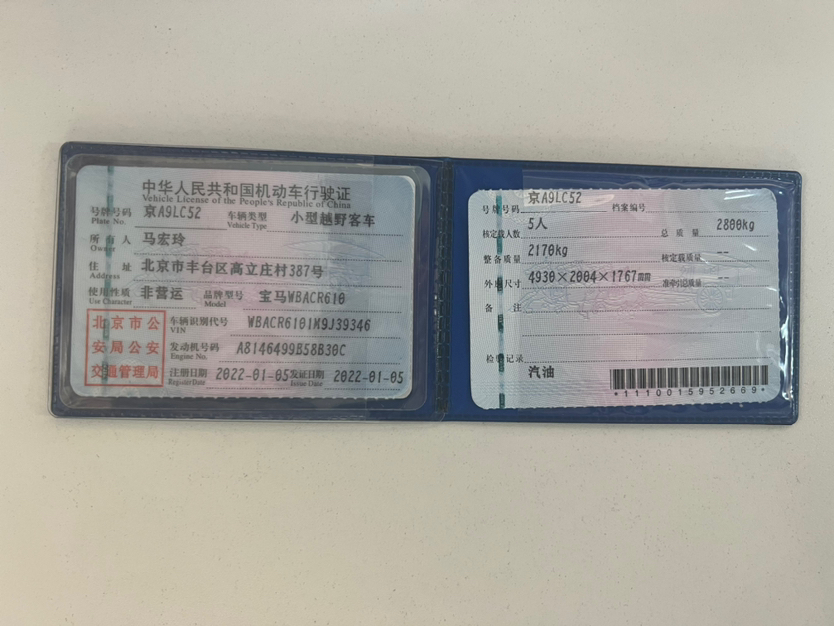 中华人民共和国机动车行驶证
Vehicle License of the People's Republic of China
号牌号码 京A9LC52 车辆类型 小型越野客车
Plate No. Vehicle Type
所有人 马宏玲
Owner
住址 北京市丰台区高立庄村387号
Address
使用性质 非营运 品牌型号 宝马WBACR610
Use Character Model
北京市公安局公安交通管理局
车辆识别代号 WBACR6101M9J39346
VIN
发动机号码 A8146499B58B30C
Engine No.
注册日期 2022-01-05 发证日期 2022-01-05
Register Date Issue Date
号牌号码 京A9LC52 档案编号
核定载人数 5人 总质量 2800kg
整备质量 2170kg 核定载质量 --
外廓尺寸 4930×2004×1767mm 准牵引总质量 --
备注
检验记录
汽油
*1110015952669*